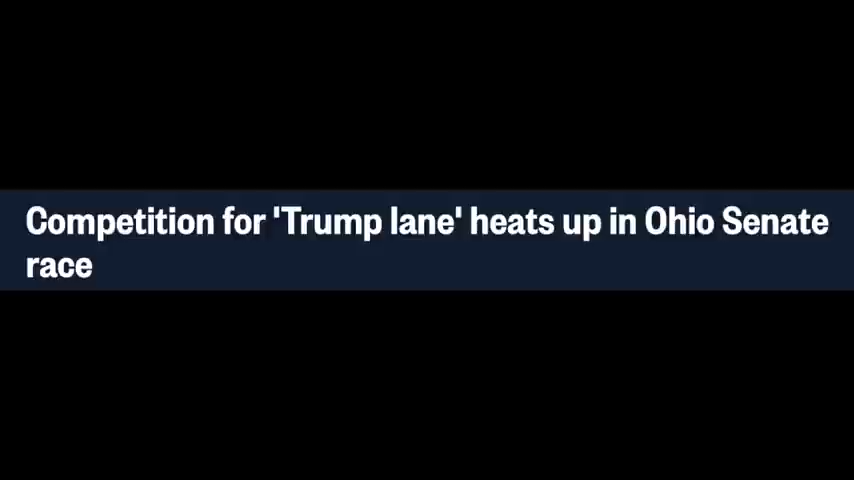 Competition for 'Trump lane' heats up in Ohio Senate
race